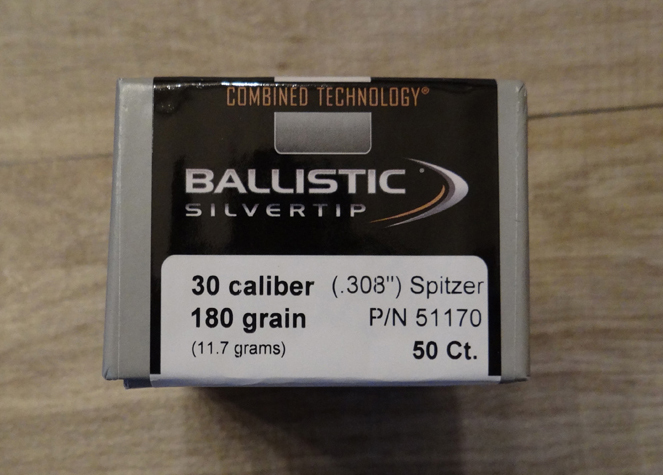 COMBINED TECHNOLOGY®
BALLISTIC
SILVERTIP
30 caliber (.308") Spitzer
180 grain P/N 51170
(11.7 grams) 50 Ct.